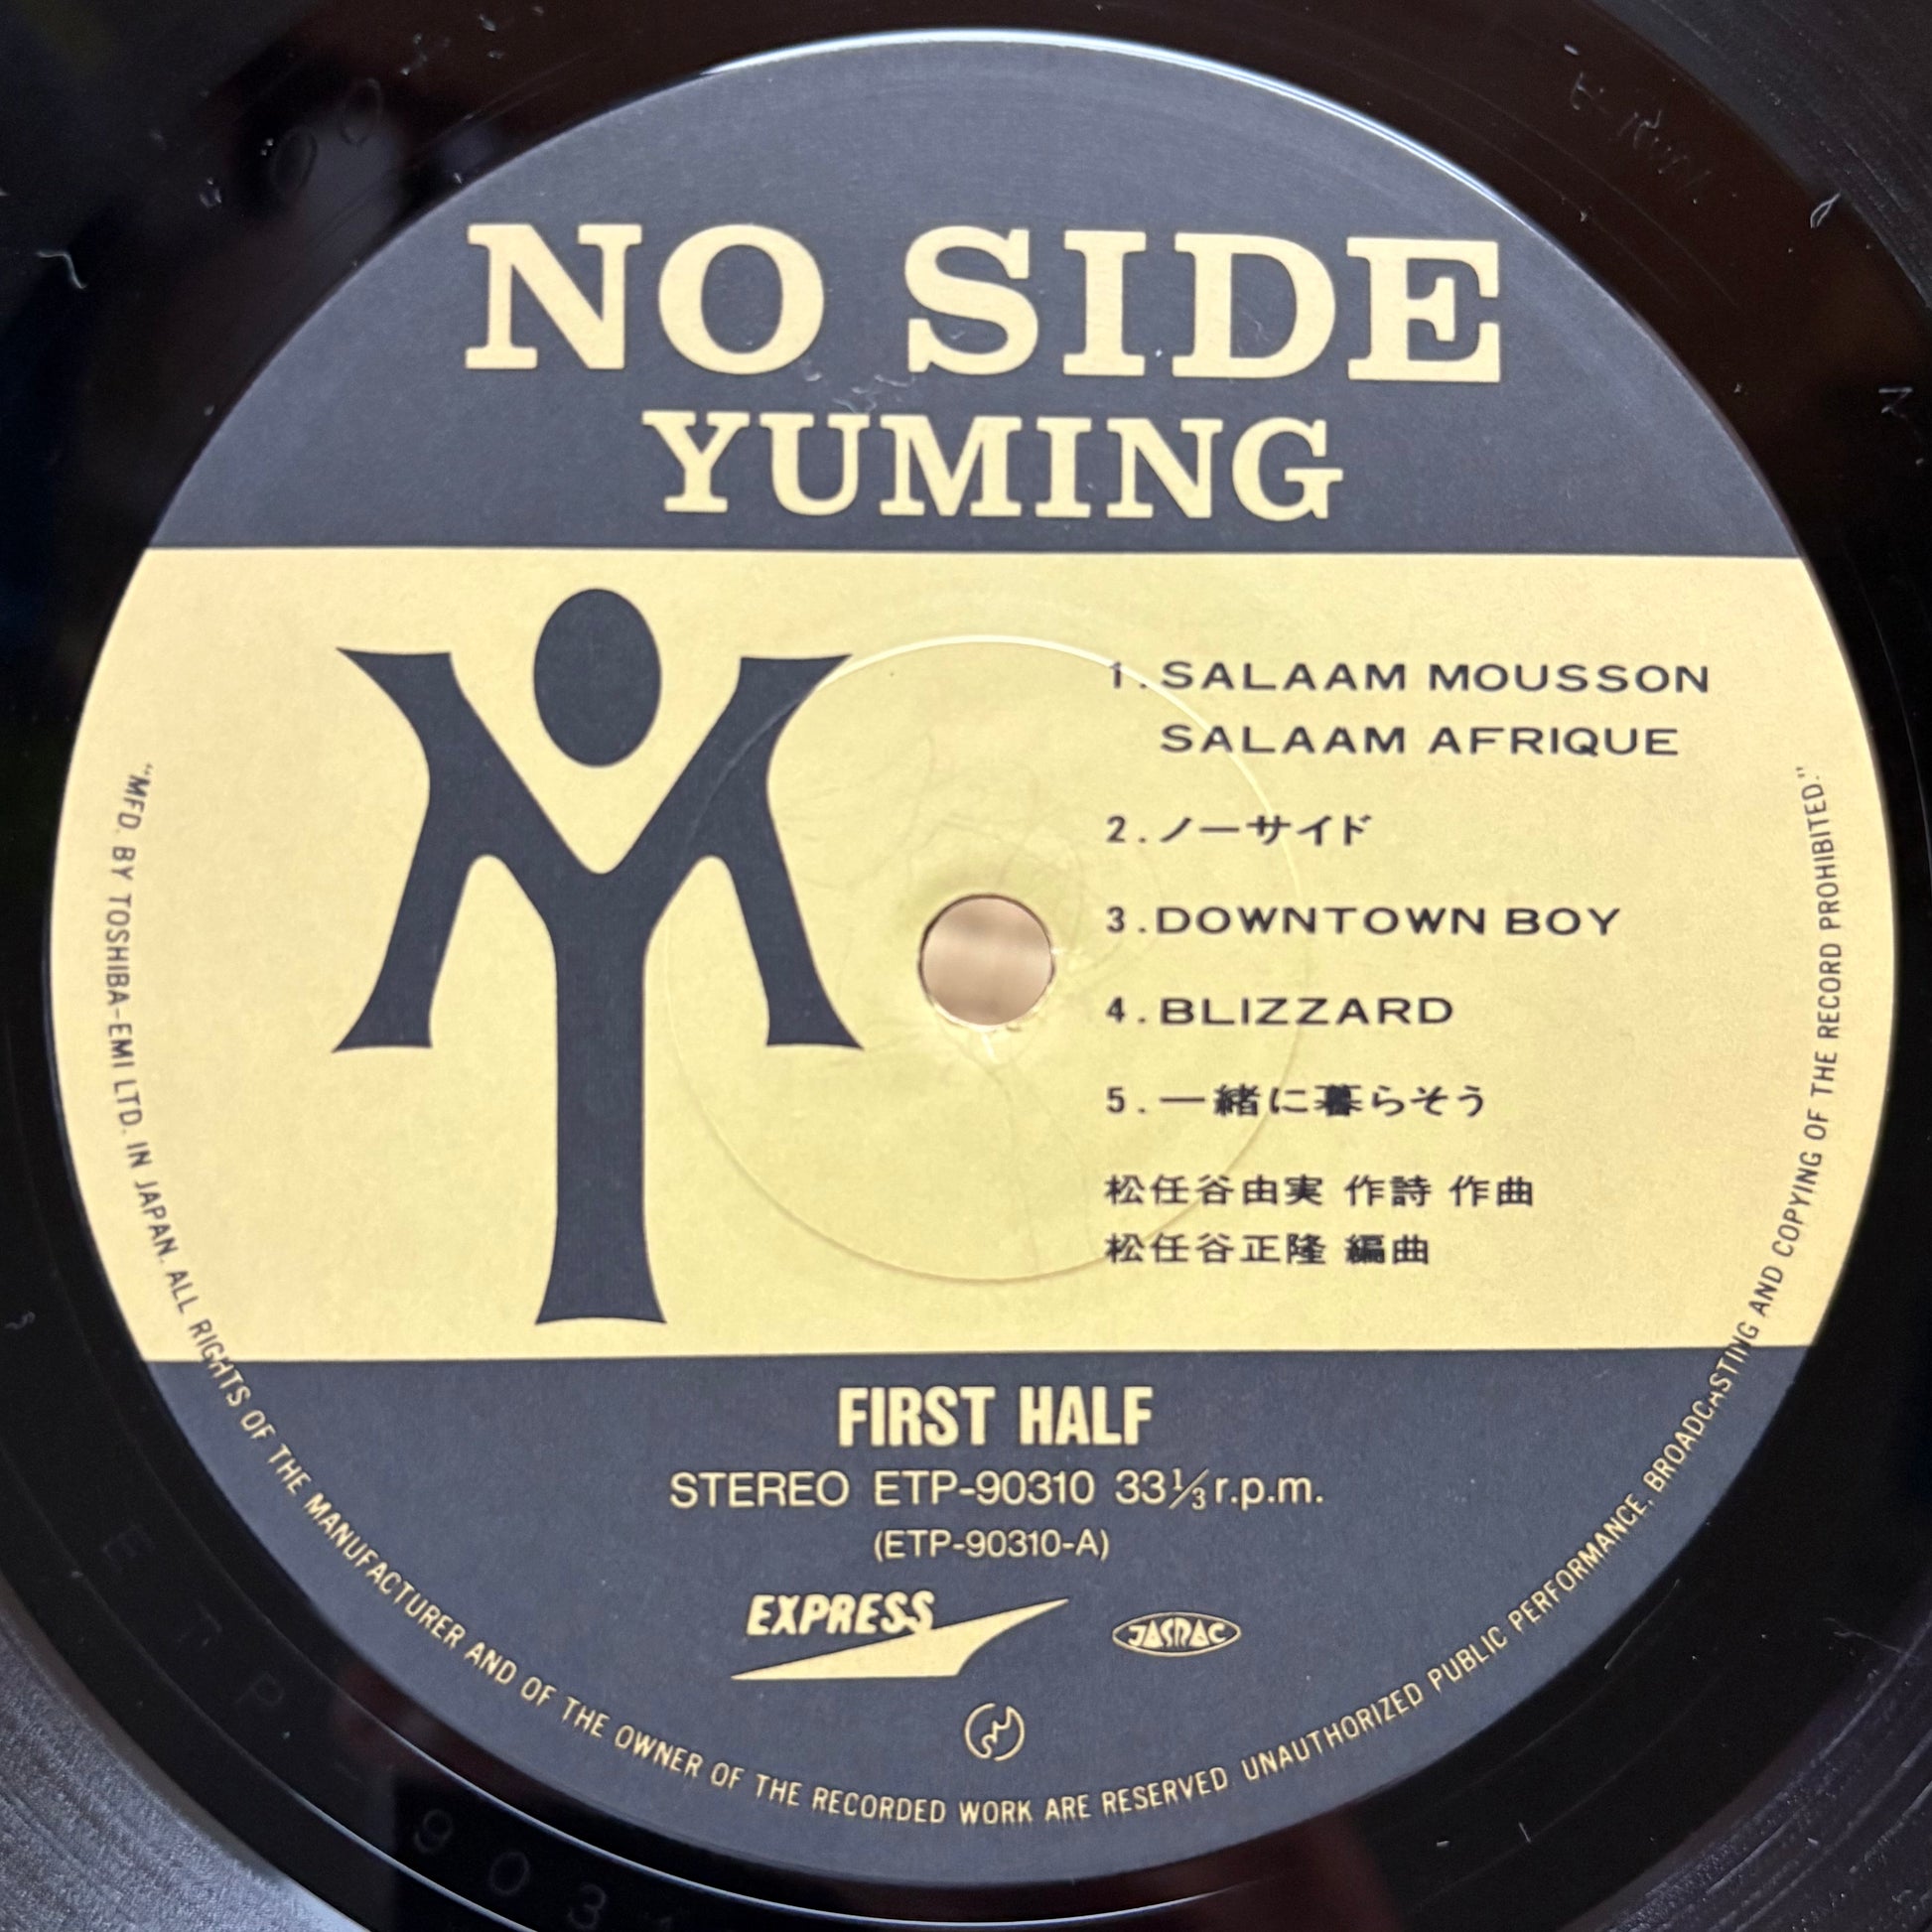 NO SIDE
YUMING
1. SALAAM MOUSSON
SALAAM AFRIQUE
2. ノーサイド
3. DOWNTOWN BOY
4. BLIZZARD
5. 一緒に暮らそう
松任谷由実 作詩 作曲
松任谷正隆 編曲
FIRST HALF
STEREO ETP-90310 33⅓ r.p.m.
(ETP-90310-A)
EXPRESS
JASRAC
"MFD. BY TOSHIBA-EMI LTD. IN JAPAN. ALL RIGHTS OF THE MANUFACTURER AND OF THE OWNER OF THE RECORDED WORK ARE RESERVED. UNAUTHORIZED PUBLIC PERFORMANCE, BROADCASTING AND COPYING OF THE RECORD PROHIBITED."